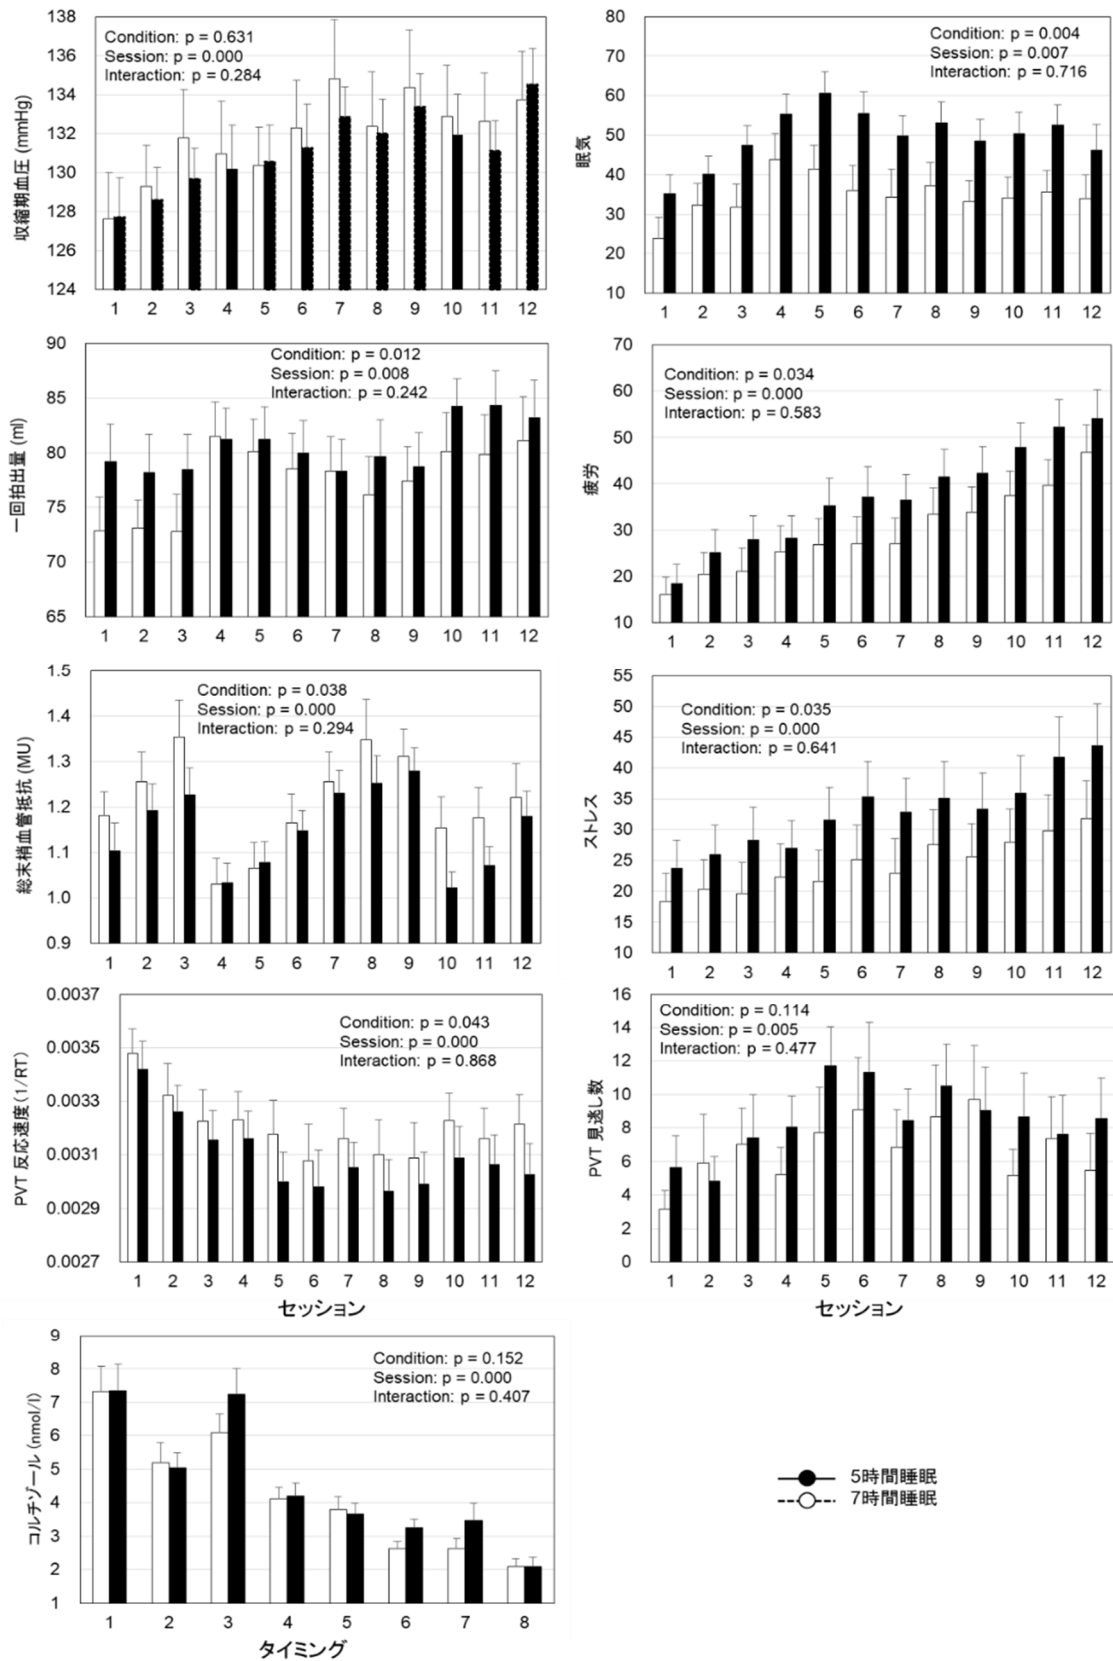 収縮期血圧 (mmHg)
138
136
134
132
130
128
126
124
Condition: p = 0.631
Session: p = 0.000
Interaction: p = 0.284
1 2 3 4 5 6 7 8 9 10 11 12
眠気
80
70
60
50
40
30
20
10
Condition: p = 0.004
Session: p = 0.007
Interaction: p = 0.716
1 2 3 4 5 6 7 8 9 10 11 12
一回拍出量 (ml)
90
85
80
75
70
65
Condition: p = 0.012
Session: p = 0.008
Interaction: p = 0.242
1 2 3 4 5 6 7 8 9 10 11 12
疲労
70
60
50
40
30
20
10
Condition: p = 0.034
Session: p = 0.000
Interaction: p = 0.583
1 2 3 4 5 6 7 8 9 10 11 12
総末梢血管抵抗 (MU)
1.5
1.4
1.3
1.2
1.1
1.0
0.9
Condition: p = 0.038
Session: p = 0.000
Interaction: p = 0.294
1 2 3 4 5 6 7 8 9 10 11 12
ストレス
55
50
45
40
35
30
25
20
15
10
Condition: p = 0.035
Session: p = 0.000
Interaction: p = 0.641
1 2 3 4 5 6 7 8 9 10 11 12
PVT 反応速度(1/RT)
0.0037
0.0035
0.0033
0.0031
0.0029
0.0027
Condition: p = 0.043
Session: p = 0.000
Interaction: p = 0.868
1 2 3 4 5 6 7 8 9 10 11 12
セッション
PVT 見逃し数
16
14
12
10
8
6
4
2
0
Condition: p = 0.114
Session: p = 0.005
Interaction: p = 0.477
1 2 3 4 5 6 7 8 9 10 11 12
セッション
コルチゾール (nmol/l)
9
8
7
6
5
4
3
2
1
Condition: p = 0.152
Session: p = 0.000
Interaction: p = 0.407
1 2 3 4 5 6 7 8
タイミング
5時間睡眠
7時間睡眠